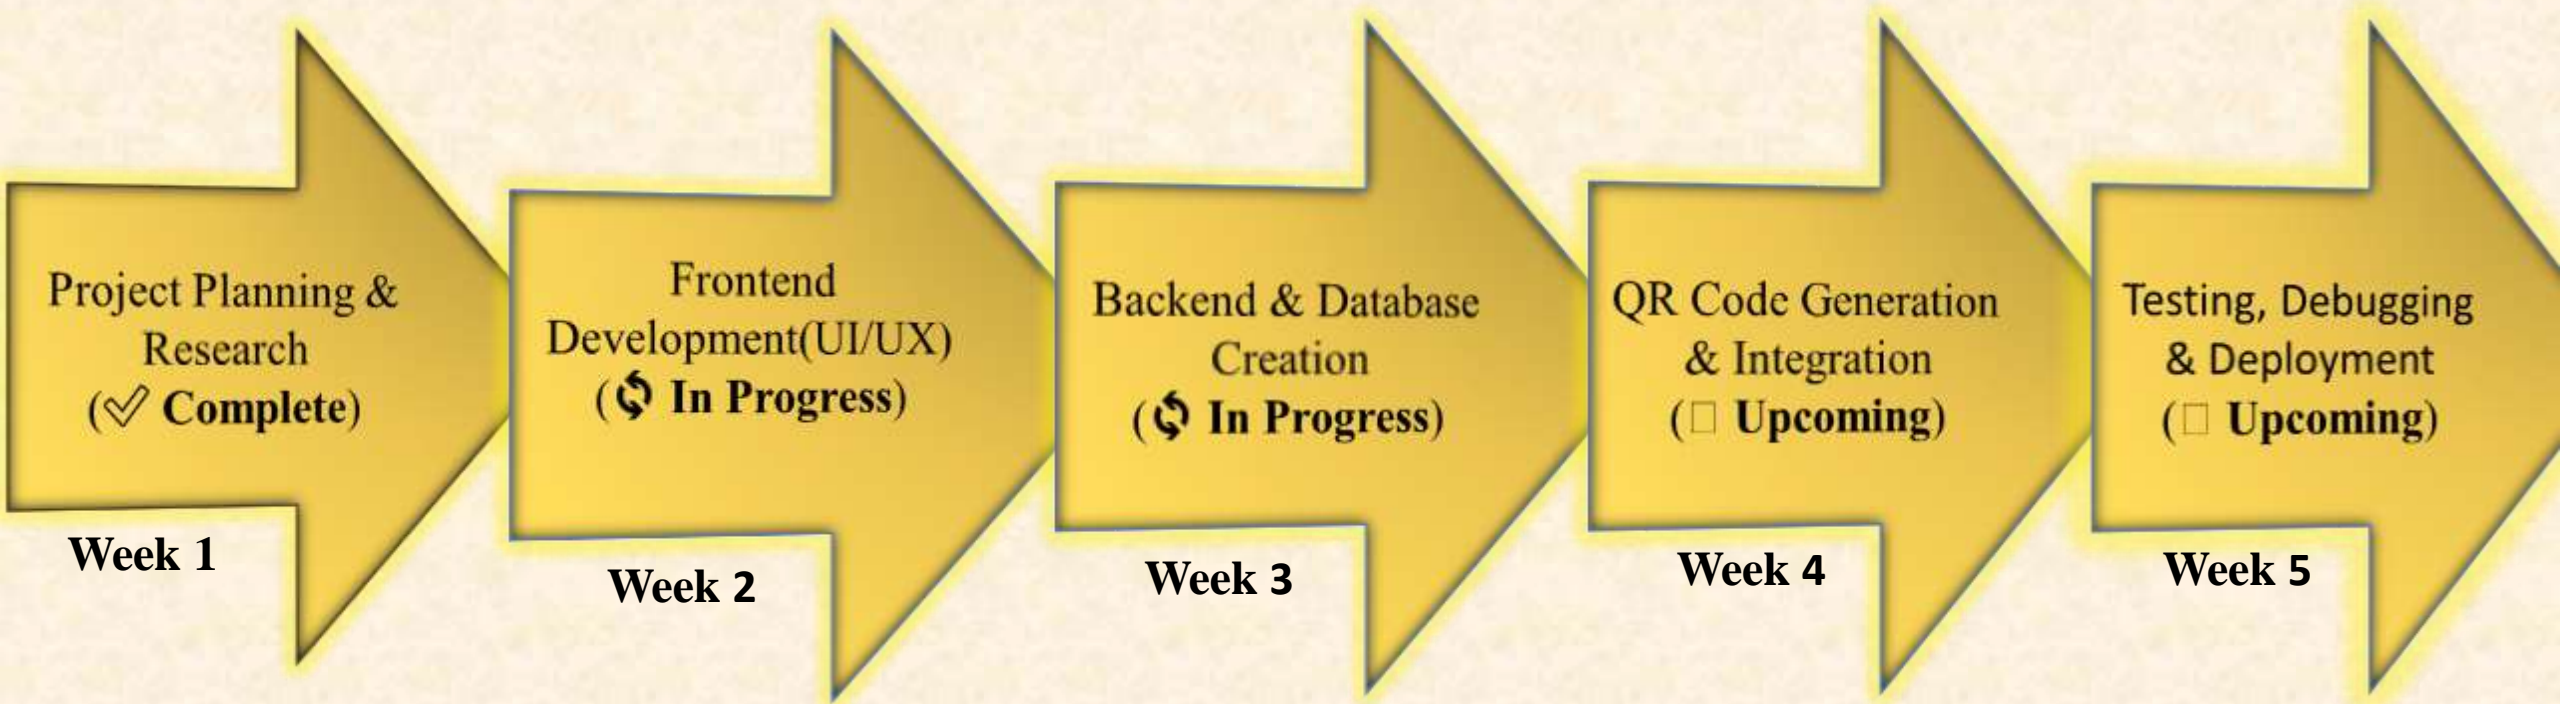 Project Planning &
Research
(✓ Complete)
Week 1
Frontend
Development(UI/UX)
(🗘 In Progress)
Week 2
Backend & Database
Creation
(🗘 In Progress)
Week 3
QR Code Generation
& Integration
(□ Upcoming)
Week 4
Testing, Debugging
& Deployment
(□ Upcoming)
Week 5